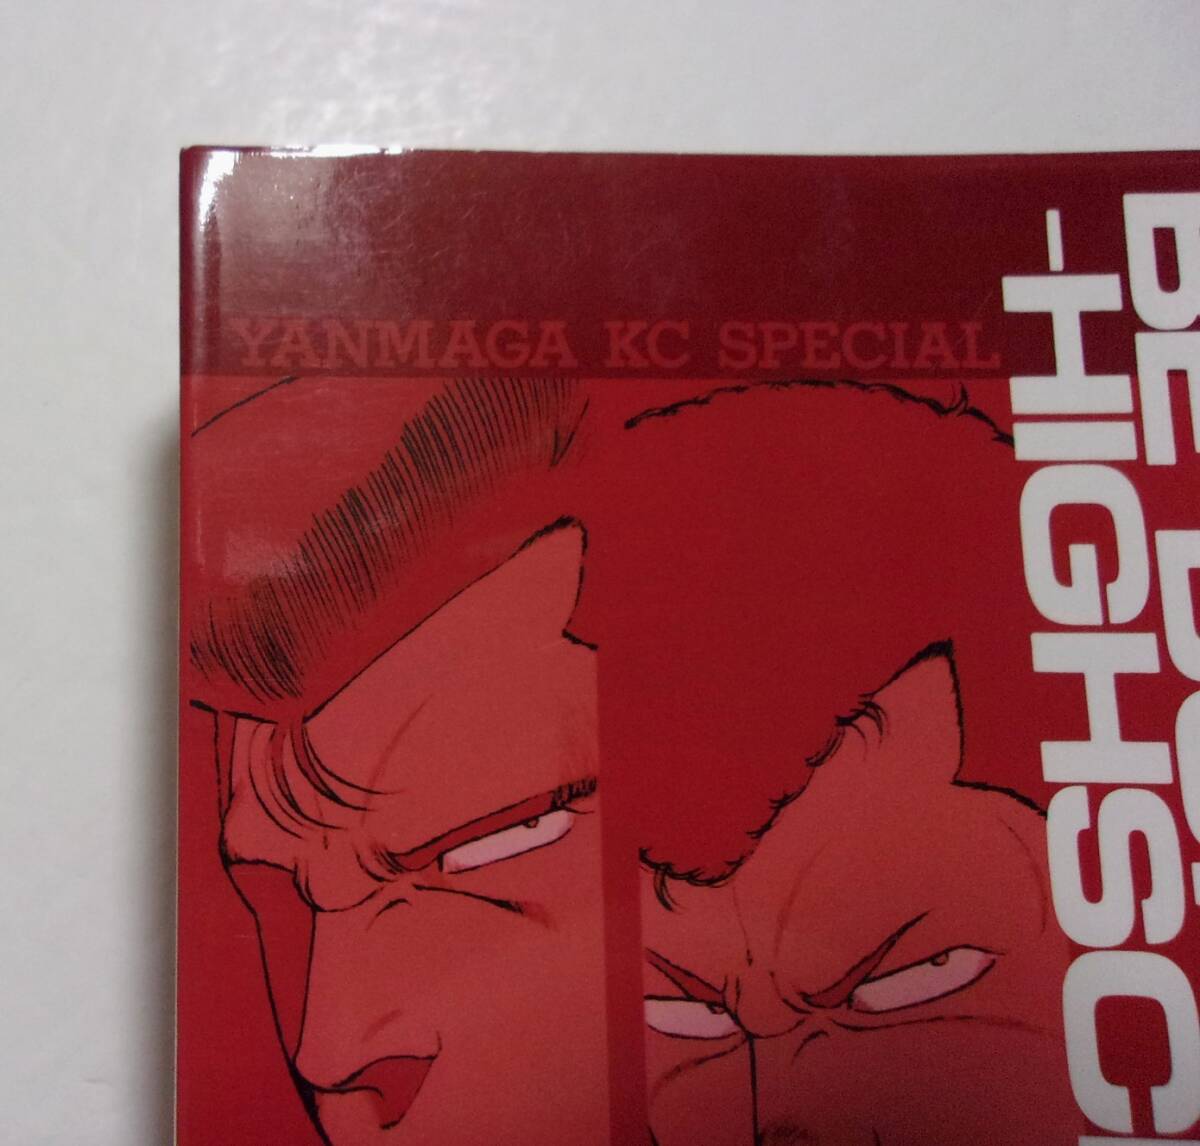 YANMAGA KC SPECIAL
BE
-HIGHSC